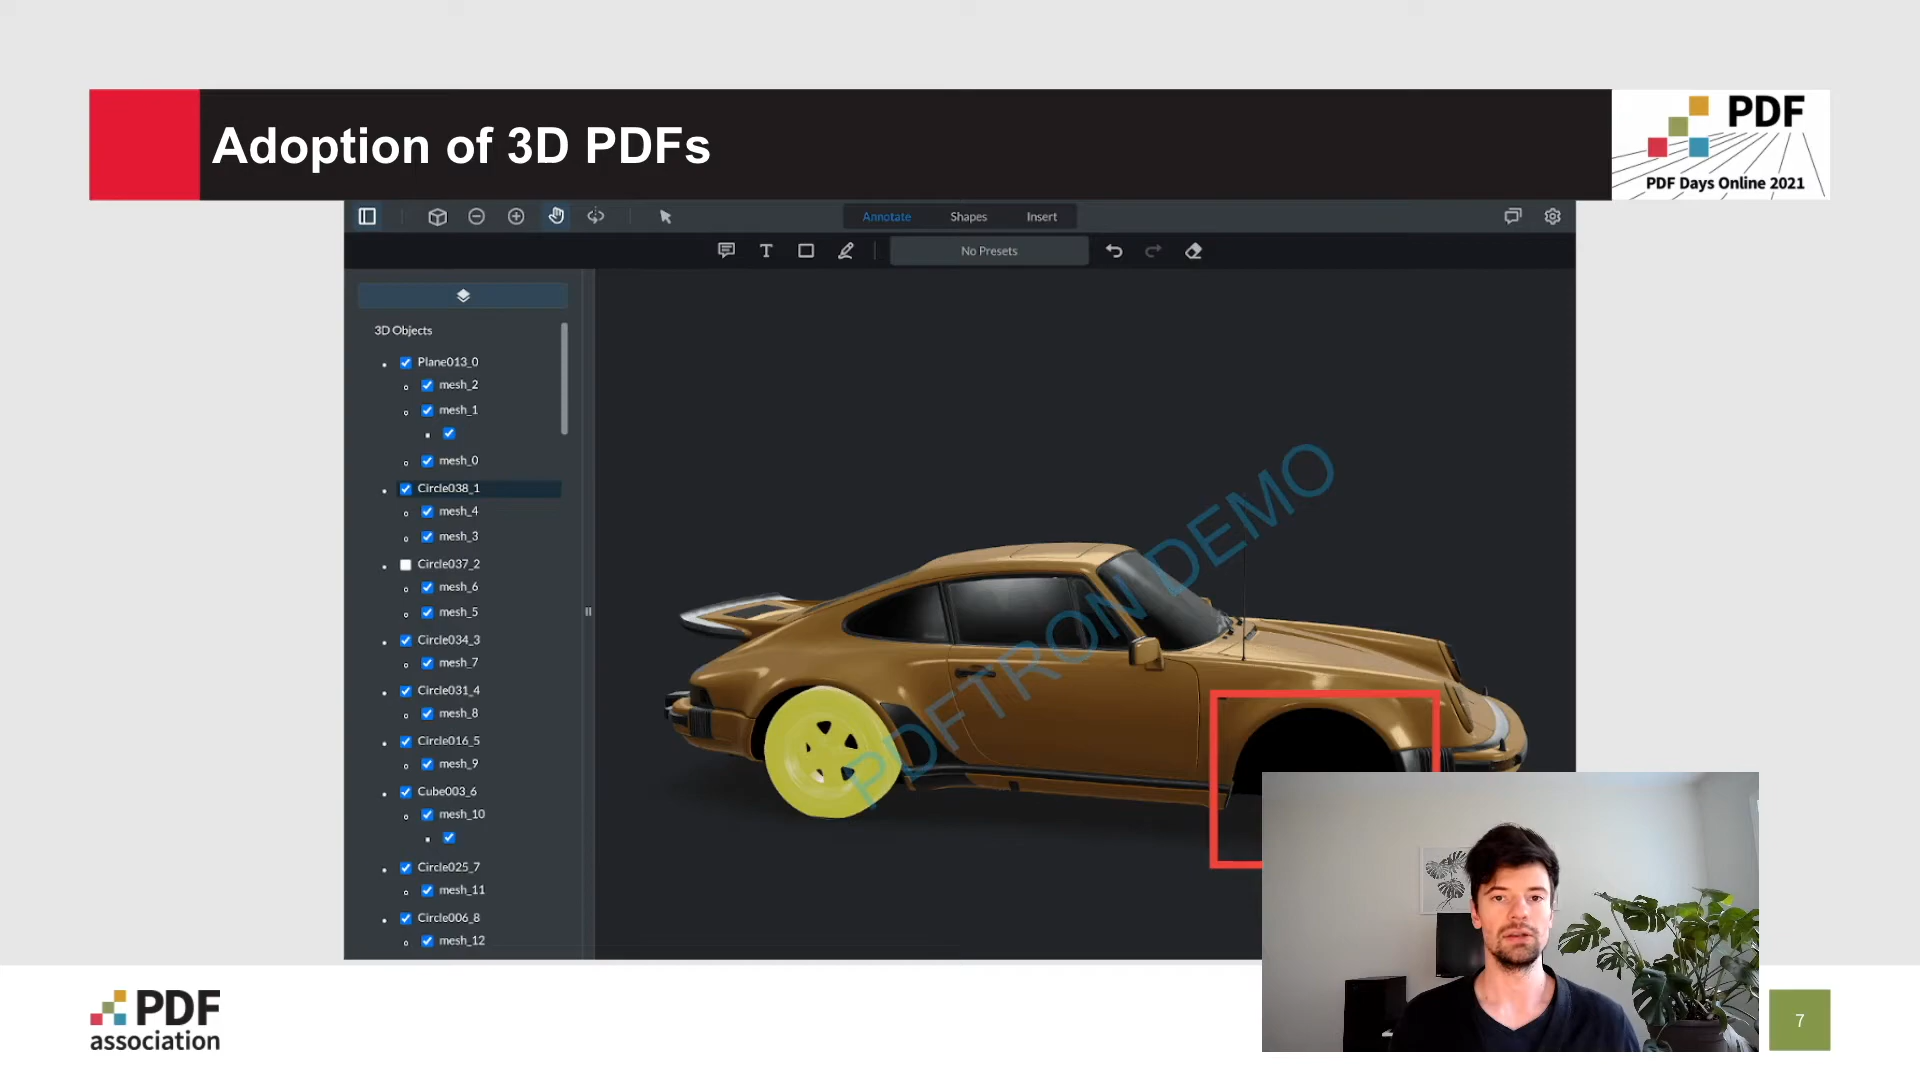 Adoption of 3D PDFs
PDF
PDF Days Online 2021
Annotate Shapes Insert
No Presets
3D Objects
Plane013_0
mesh_2
mesh_1
mesh_0
Circle038_1
mesh_4
mesh_3
Circle037_2
mesh_6
mesh_5
Circle034_3
mesh_7
Circle031_4
mesh_8
Circle016_5
mesh_9
Cube003_6
mesh_10
Circle025_7
mesh_11
Circle006_8
mesh_12
PDFTRON DEMO
PDF
association
7